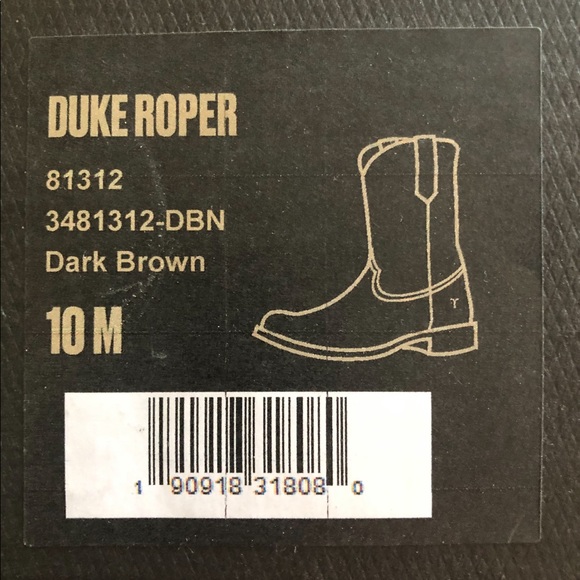 DUKE ROPER
81312
3481312-DBN
Dark Brown
10 M
1 90918 31808 0